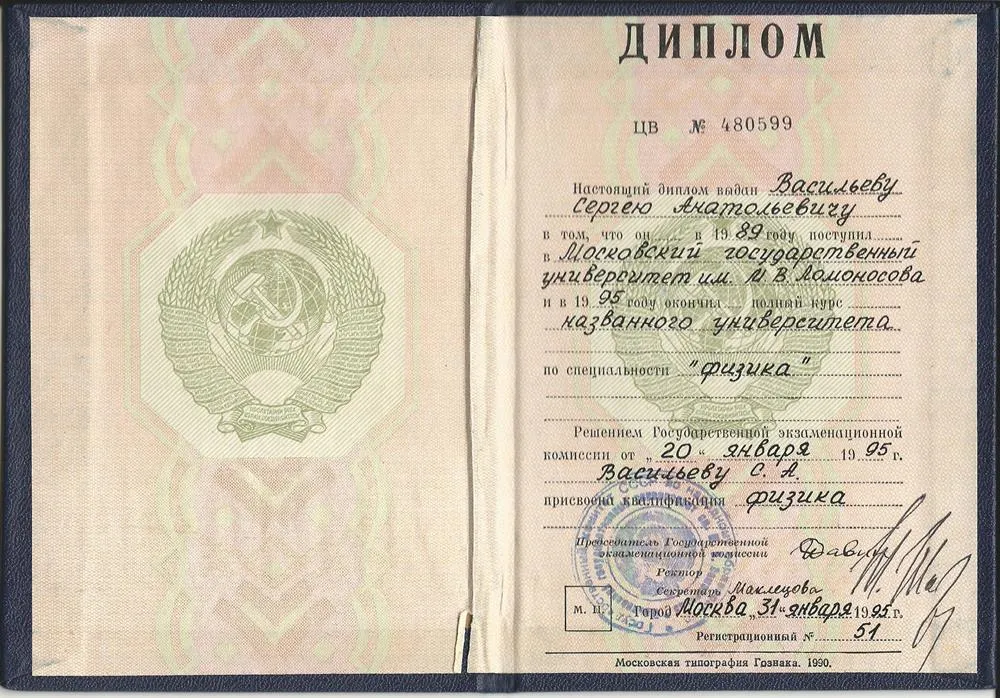 ДИПЛОМ
ЦВ № 480599
Настоящий диплом выдан Васильеву
Сергею Анатольевичу
в том, что он в 1989 году поступил
в Московский государственный
университет им. М В. Ломоносова
и в 1995 году окончил полный курс
названного университета
по специальности "физика"
Решением Государственной экзаменационной
комиссии от „20“ января 1995 г.
Васильеву С. А.
присвоена квалификация физика
Председатель Государственной
экзаменационной комиссии
Ректор
Секретарь Маклецова
М. П. Город Москва „31“ января 1995 г.
Регистрационный № 51
Московская типография Гознака. 1990.